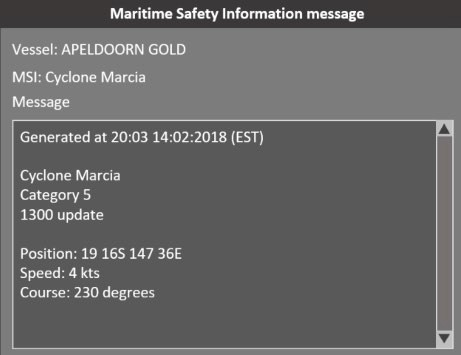 Maritime Safety Information message
Vessel: APELDOORN GOLD
MSI: Cyclone Marcia
Message
Generated at 20:03 14:02:2018 (EST)
Cyclone Marcia
Category 5
1300 update
Position: 19 16S 147 36E
Speed: 4 kts
Course: 230 degrees